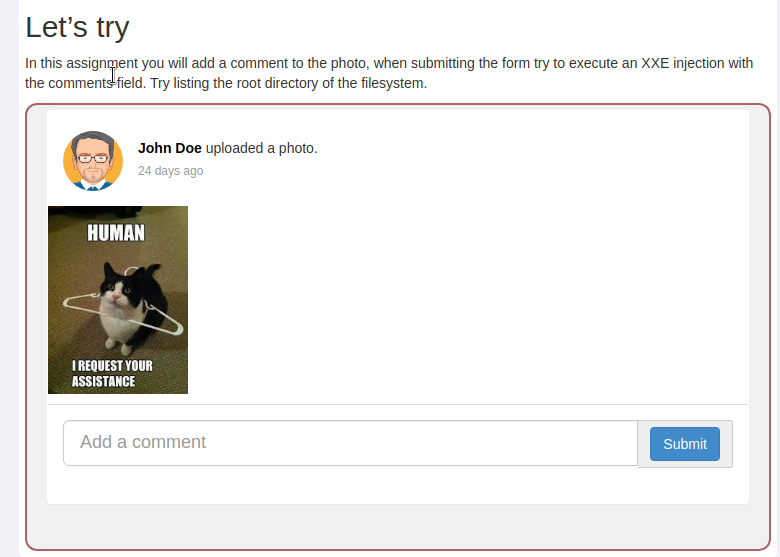 Let’s try
In this assignment you will add a comment to the photo, when submitting the form try to execute an XXE injection with
the comments field. Try listing the root directory of the filesystem.
John Doe uploaded a photo.
24 days ago
HUMAN
I REQUEST YOUR
ASSISTANCE
Add a comment
Submit